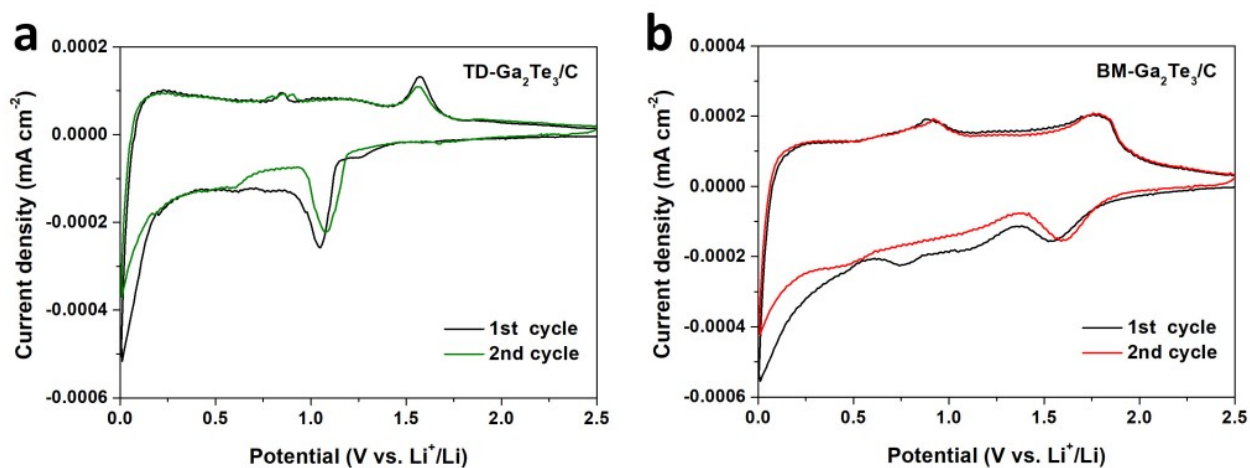 a
TD-Ga₂Te₃/C
0.0002
0.0000
-0.0002
-0.0004
-0.0006
Current density (mA cm⁻²)
1st cycle
2nd cycle
0.0 0.5 1.0 1.5 2.0 2.5
Potential (V vs. Li⁺/Li)
b
BM-Ga₂Te₃/C
0.0004
0.0002
0.0000
-0.0002
-0.0004
-0.0006
Current density (mA cm⁻²)
1st cycle
2nd cycle
0.0 0.5 1.0 1.5 2.0 2.5
Potential (V vs. Li⁺/Li)